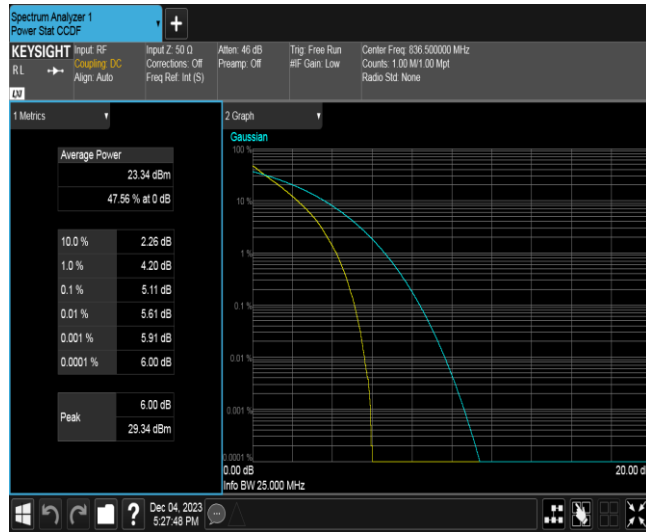 Spectrum Analyzer 1
Power Stat CCDF
+
KEYSIGHT
RL
LXI
Input: RF
Coupling: DC
Align: Auto
Input Z: 50 Ω
Corrections: Off
Freq Ref: Int (S)
Atten: 46 dB
Preamp: Off
Trig: Free Run
#IF Gain: Low
Center Freq: 836.500000 MHz
Counts: 1.00 M/1.00 Mpt
Radio Std: None
1 Metrics
Average Power
23.34 dBm
47.56 % at 0 dB
10.0 % 2.26 dB
1.0 % 4.20 dB
0.1 % 5.11 dB
0.01 % 5.61 dB
0.001 % 5.91 dB
0.0001 % 6.00 dB
Peak
6.00 dB
29.34 dBm
2 Graph
Gaussian
100 %
10 %
1 %
0.1 %
0.01 %
0.001 %
0.0001 %
0.00 dB
20.00 d
Info BW 25.000 MHz
?
Dec 04, 2023
5:27:48 PM